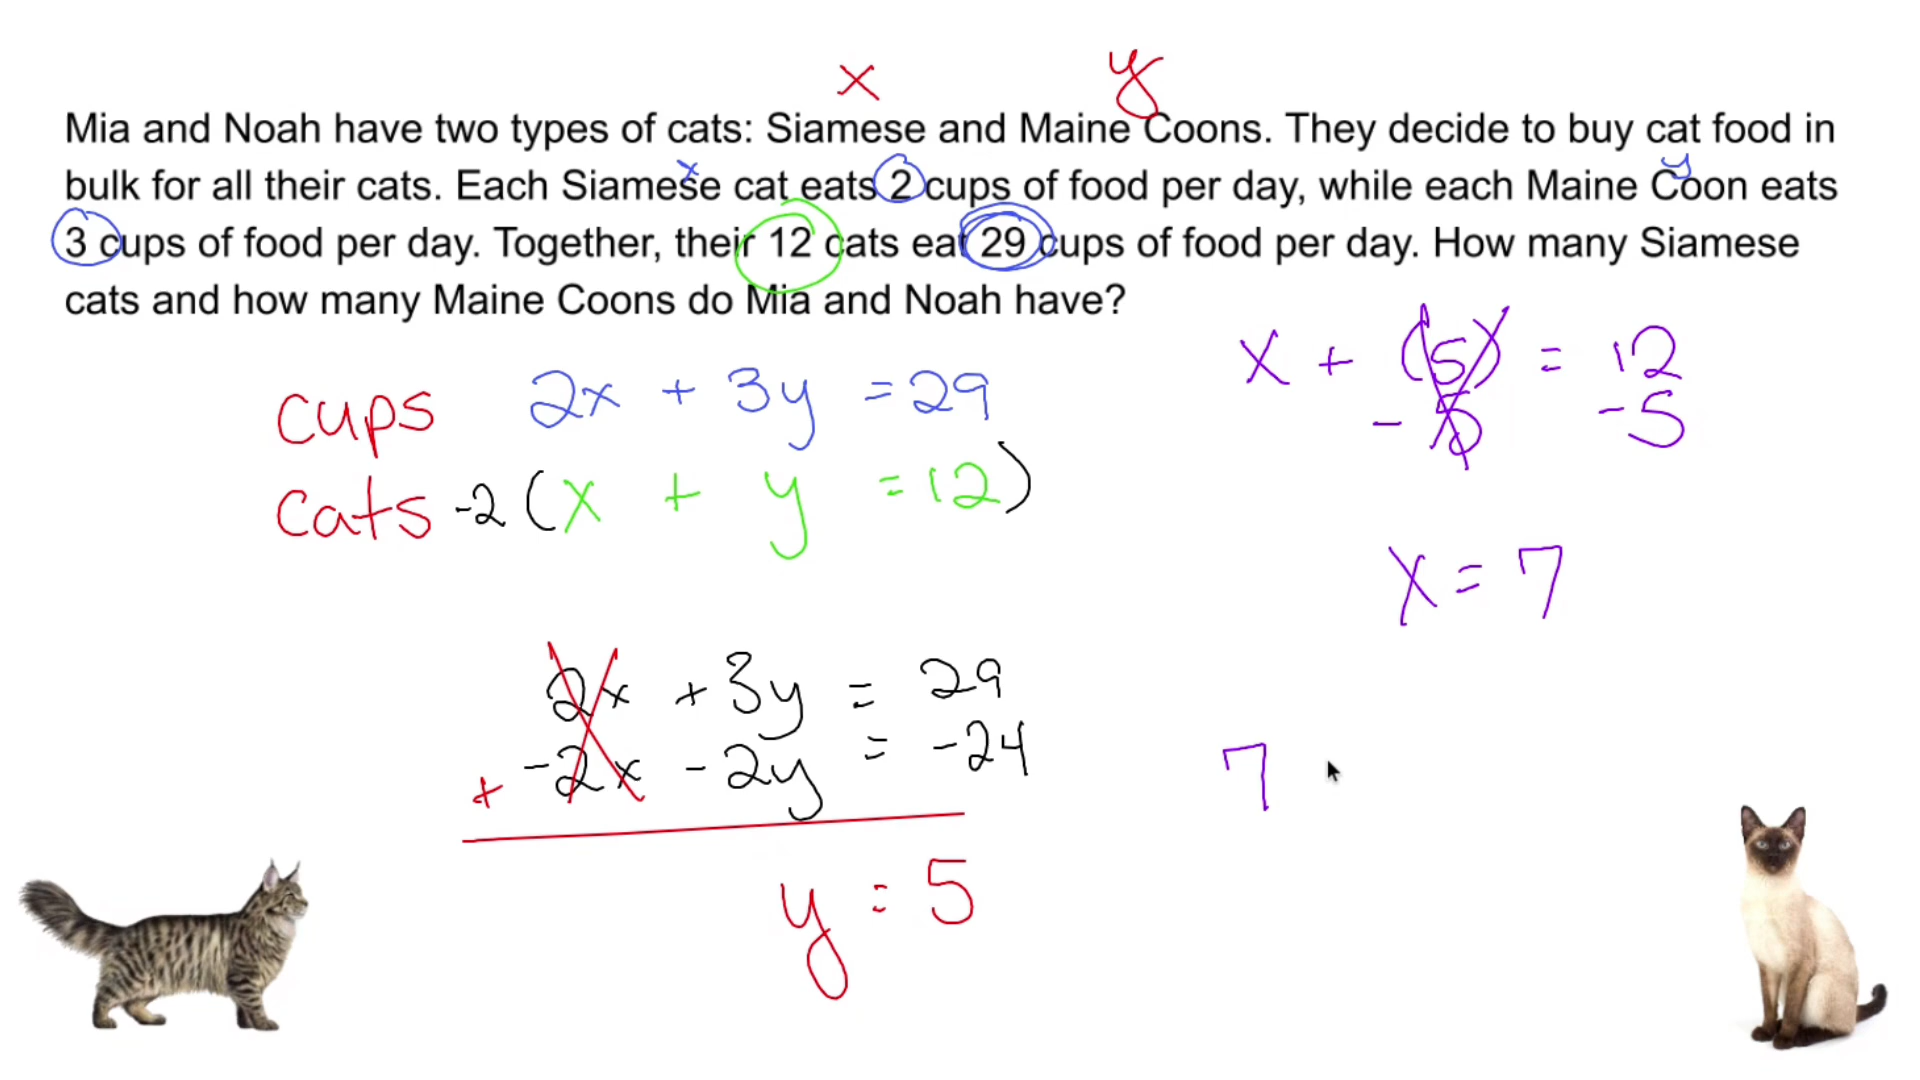 x y
Mia and Noah have two types of cats: Siamese and Maine Coons. They decide to buy cat food in
x y
bulk for all their cats. Each Siamese cat eats 2 cups of food per day, while each Maine Coon eats
3 cups of food per day. Together, their 12 cats eat 29 cups of food per day. How many Siamese
cats and how many Maine Coons do Mia and Noah have?
cups 2x + 3y = 29
cats -2 (x + y = 12)
2x + 3y = 29
+ -2x - 2y = -24
y = 5
x + (5) = 12
- 5 - 5
x = 7
7